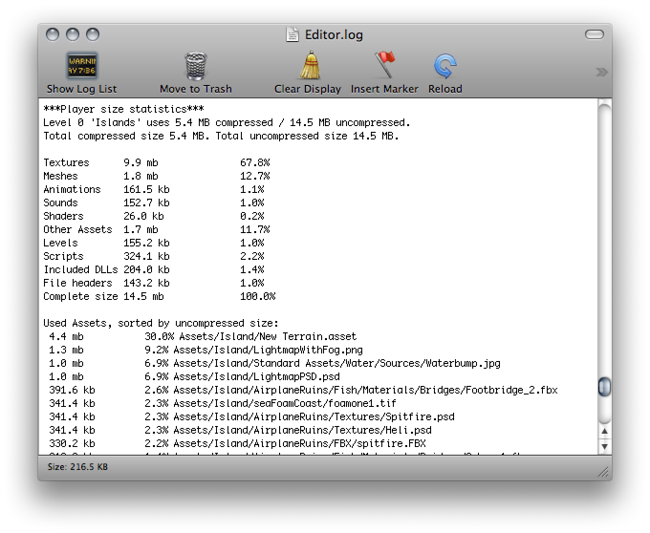 Editor.log
WARNIN
AY7:36
Show Log List Move to Trash Clear Display Insert Marker Reload
***Player size statistics***
Level 0 'Islands' uses 5.4 MB compressed / 14.5 MB uncompressed.
Total compressed size 5.4 MB. Total uncompressed size 14.5 MB.
Textures 9.9 mb 67.8%
Meshes 1.8 mb 12.7%
Animations 161.5 kb 1.1%
Sounds 152.7 kb 1.0%
Shaders 26.0 kb 0.2%
Other Assets 1.7 mb 11.7%
Levels 155.2 kb 1.0%
Scripts 324.1 kb 2.2%
Included DLLs 204.0 kb 1.4%
File headers 143.2 kb 1.0%
Complete size 14.5 mb 100.0%
Used Assets, sorted by uncompressed size:
4.4 mb 30.0% Assets/Island/New Terrain.asset
1.3 mb 9.2% Assets/Island/LightmapWithFog.png
1.0 mb 6.9% Assets/Island/Standard Assets/Water/Sources/Waterbump.jpg
1.0 mb 6.9% Assets/Island/LightmapPSD.psd
391.6 kb 2.6% Assets/Island/AirplaneRuins/Fish/Materials/Bridges/Footbridge_2.fbx
341.4 kb 2.3% Assets/Island/seaFoamCoast/foamone1.tif
341.4 kb 2.3% Assets/Island/AirplaneRuins/Textures/Spitfire.psd
341.4 kb 2.3% Assets/Island/AirplaneRuins/Textures/Heli.psd
330.2 kb 2.2% Assets/Island/AirplaneRuins/FBX/spitfire.FBX
Size: 216.5 KB